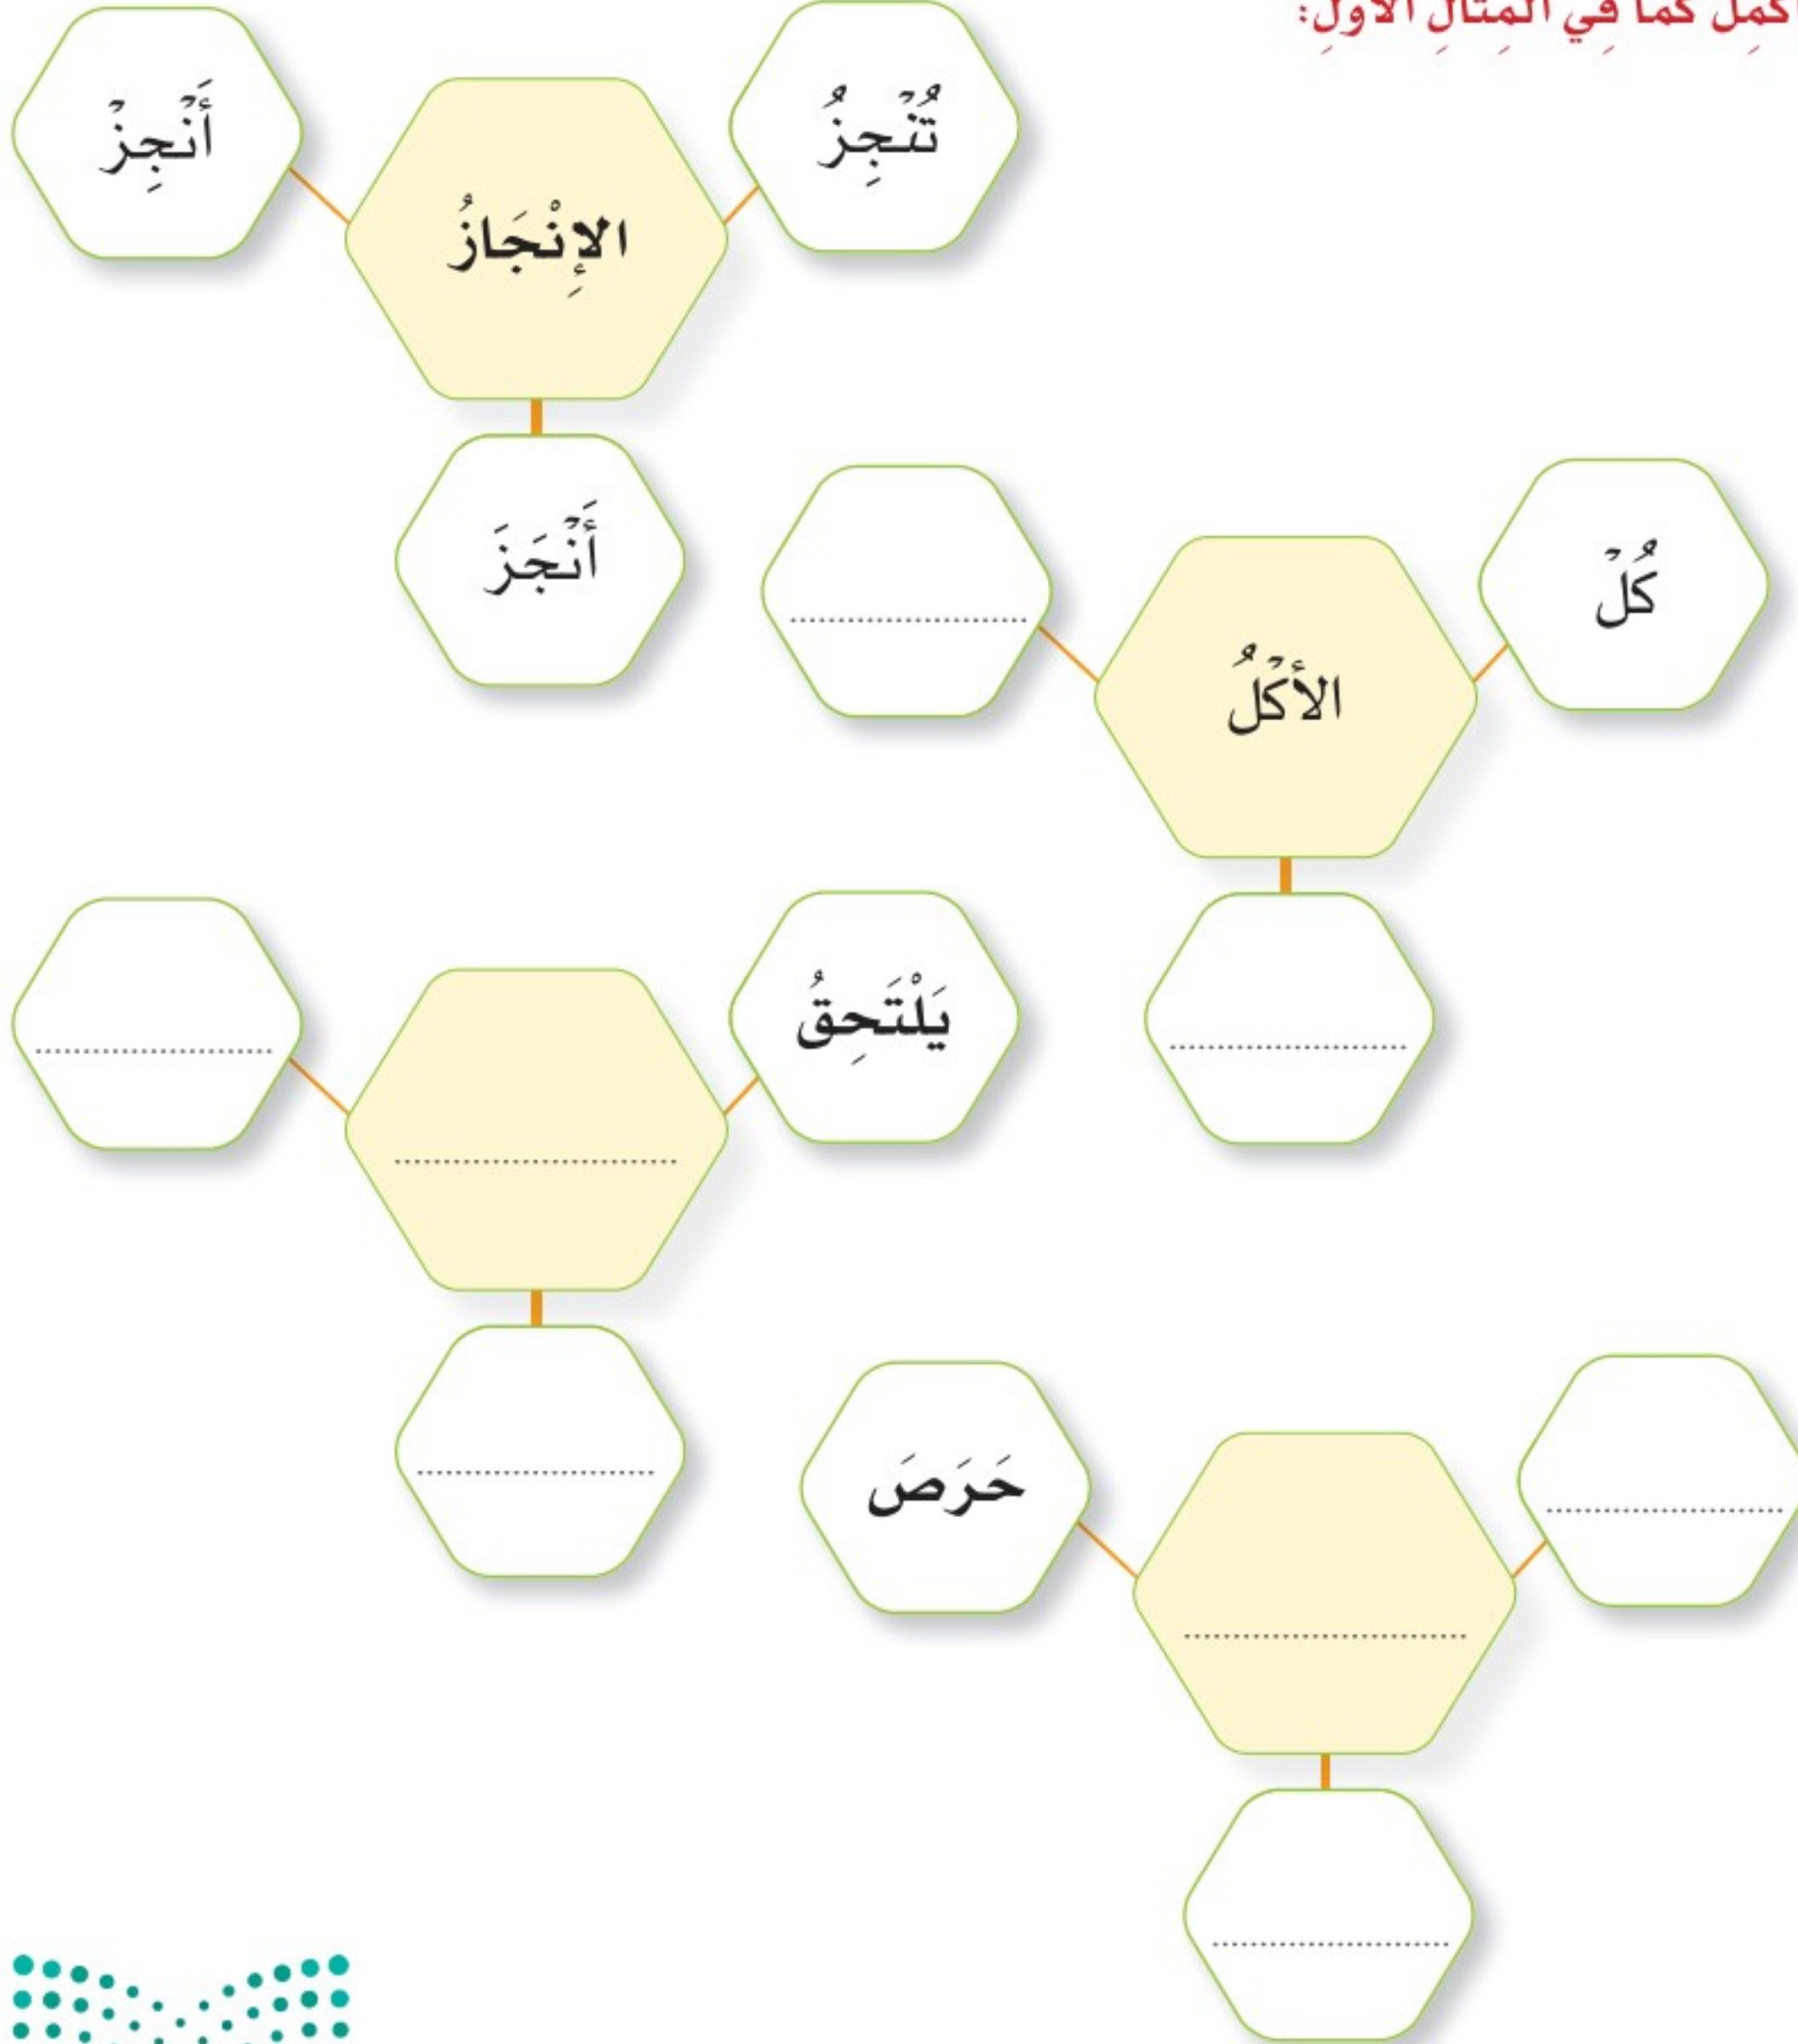 أكمل كما في المثال الأول:
تُنْجِزُ
أَنْجِزْ
الإِنْجَازُ
أَنْجَزَ
كُلْ
الأَكْلُ
يَلْتَحِقُ
حَرَصَ